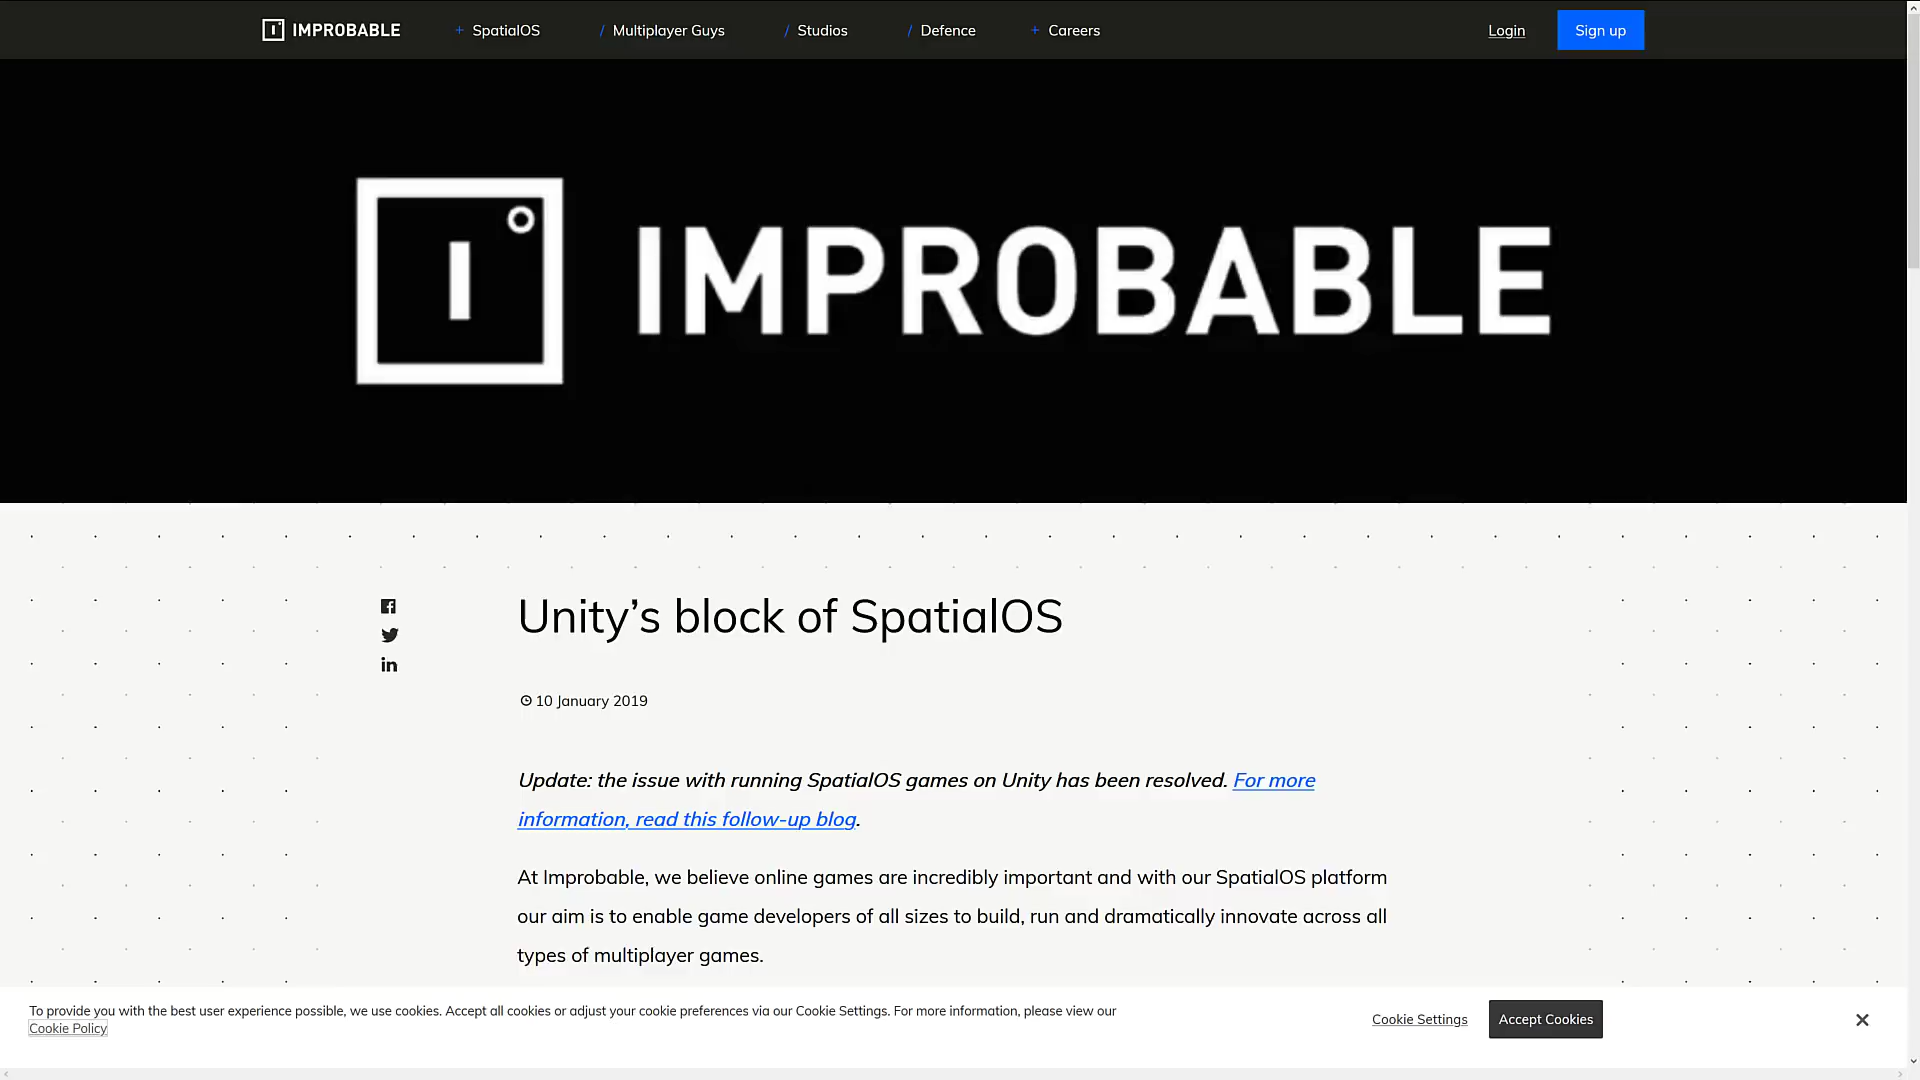 IMPROBABLE + SpatialOS / Multiplayer Guys / Studios / Defence + Careers Login Sign up
IMPROBABLE
Unity’s block of SpatialOS
10 January 2019
Update: the issue with running SpatialOS games on Unity has been resolved. For more
information, read this follow-up blog.
At Improbable, we believe online games are incredibly important and with our SpatialOS platform
our aim is to enable game developers of all sizes to build, run and dramatically innovate across all
types of multiplayer games.
To provide you with the best user experience possible, we use cookies. Accept all cookies or adjust your cookie preferences via our Cookie Settings. For more information, please view our
Cookie Policy
Cookie Settings Accept Cookies